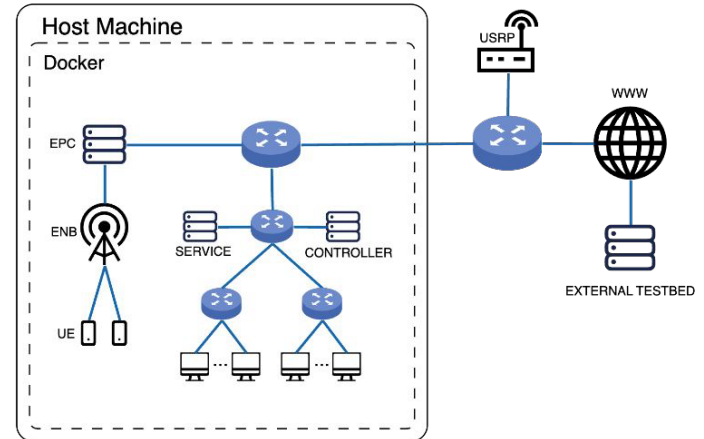 Host Machine
Docker
USRP
WWW
EPC
ENB
SERVICE
CONTROLLER
EXTERNAL TESTBED
UE
... ...